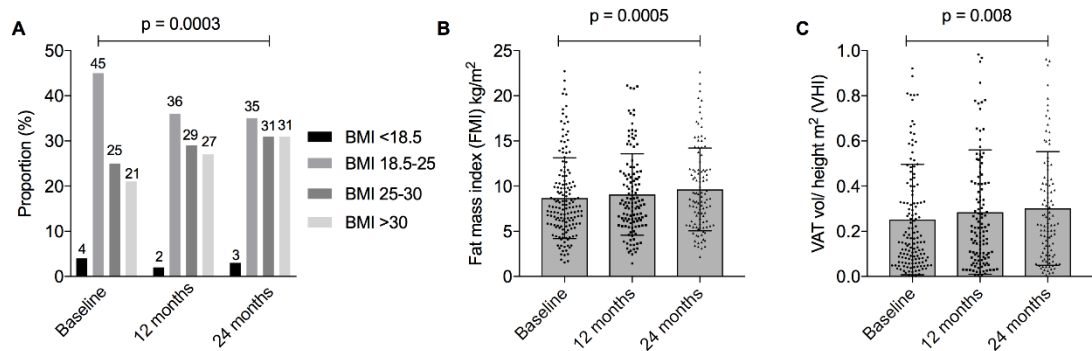 A
p = 0.0003
Proportion (%)
50
40
30
20
10
0
4
45
25
21
2
36
29
27
3
35
31
31
Baseline
12 months
24 months
BMI <18.5
BMI 18.5-25
BMI 25-30
BMI >30
B
p = 0.0005
Fat mass index (FMI) kg/m²
25
20
15
10
5
0
Baseline
12 months
24 months
C
p = 0.008
VAT vol/ height m² (VHI)
1.0
0.8
0.6
0.4
0.2
0.0
Baseline
12 months
24 months